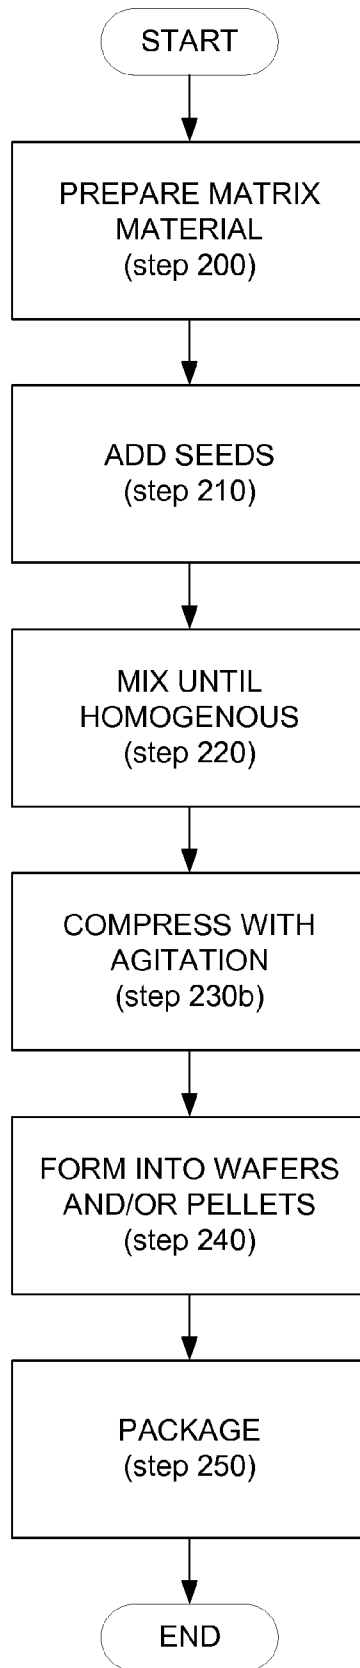 START
PREPARE MATRIX
MATERIAL
(step 200)
ADD SEEDS
(step 210)
MIX UNTIL
HOMOGENOUS
(step 220)
COMPRESS WITH
AGITATION
(step 230b)
FORM INTO WAFERS
AND/OR PELLETS
(step 240)
PACKAGE
(step 250)
END